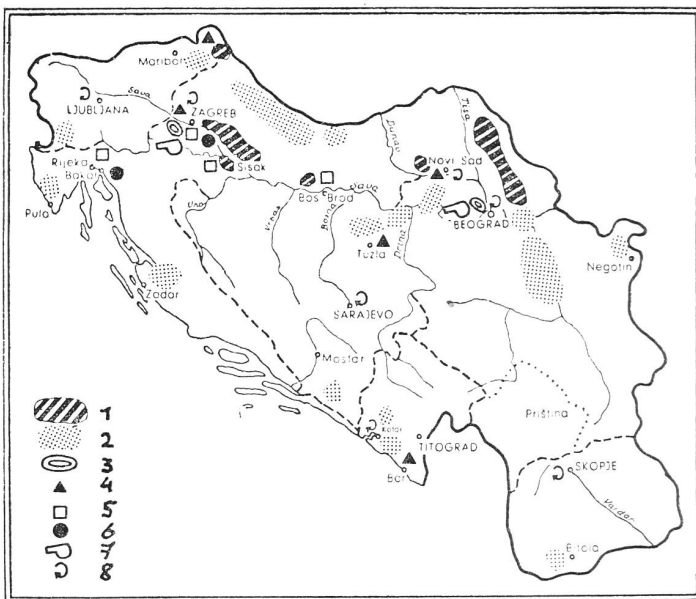 Maribor
Sava
LJUBLJANA
ZAGREB
Dunav
Tisa
Rijeka
Bakar
Sisak
Novi Sad
Pula
Una
Bos Brod
Sava
BEOGRAD
Vrbas
Bosna
Drina
Tuzla
Negotin
Zadar
SARAJEVO
Mostar
Priština
Kotor
TITOGRAD
Bar
SKOPJE
Vardar
Bitola
1
2
3
4
5
6
7
8